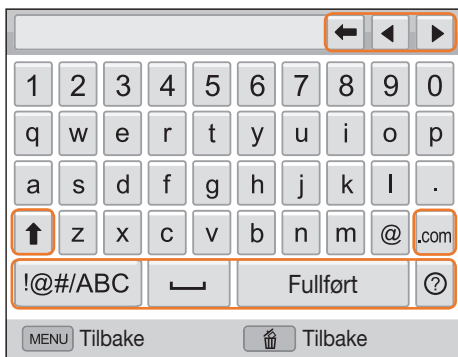 1 2 3 4 5 6 7 8 9 0
q w e r t y u i o p
a s d f g h j k l .
z x c v b n m @ .com
!@#/ABC Fullført ?
MENU Tilbake Tilbake